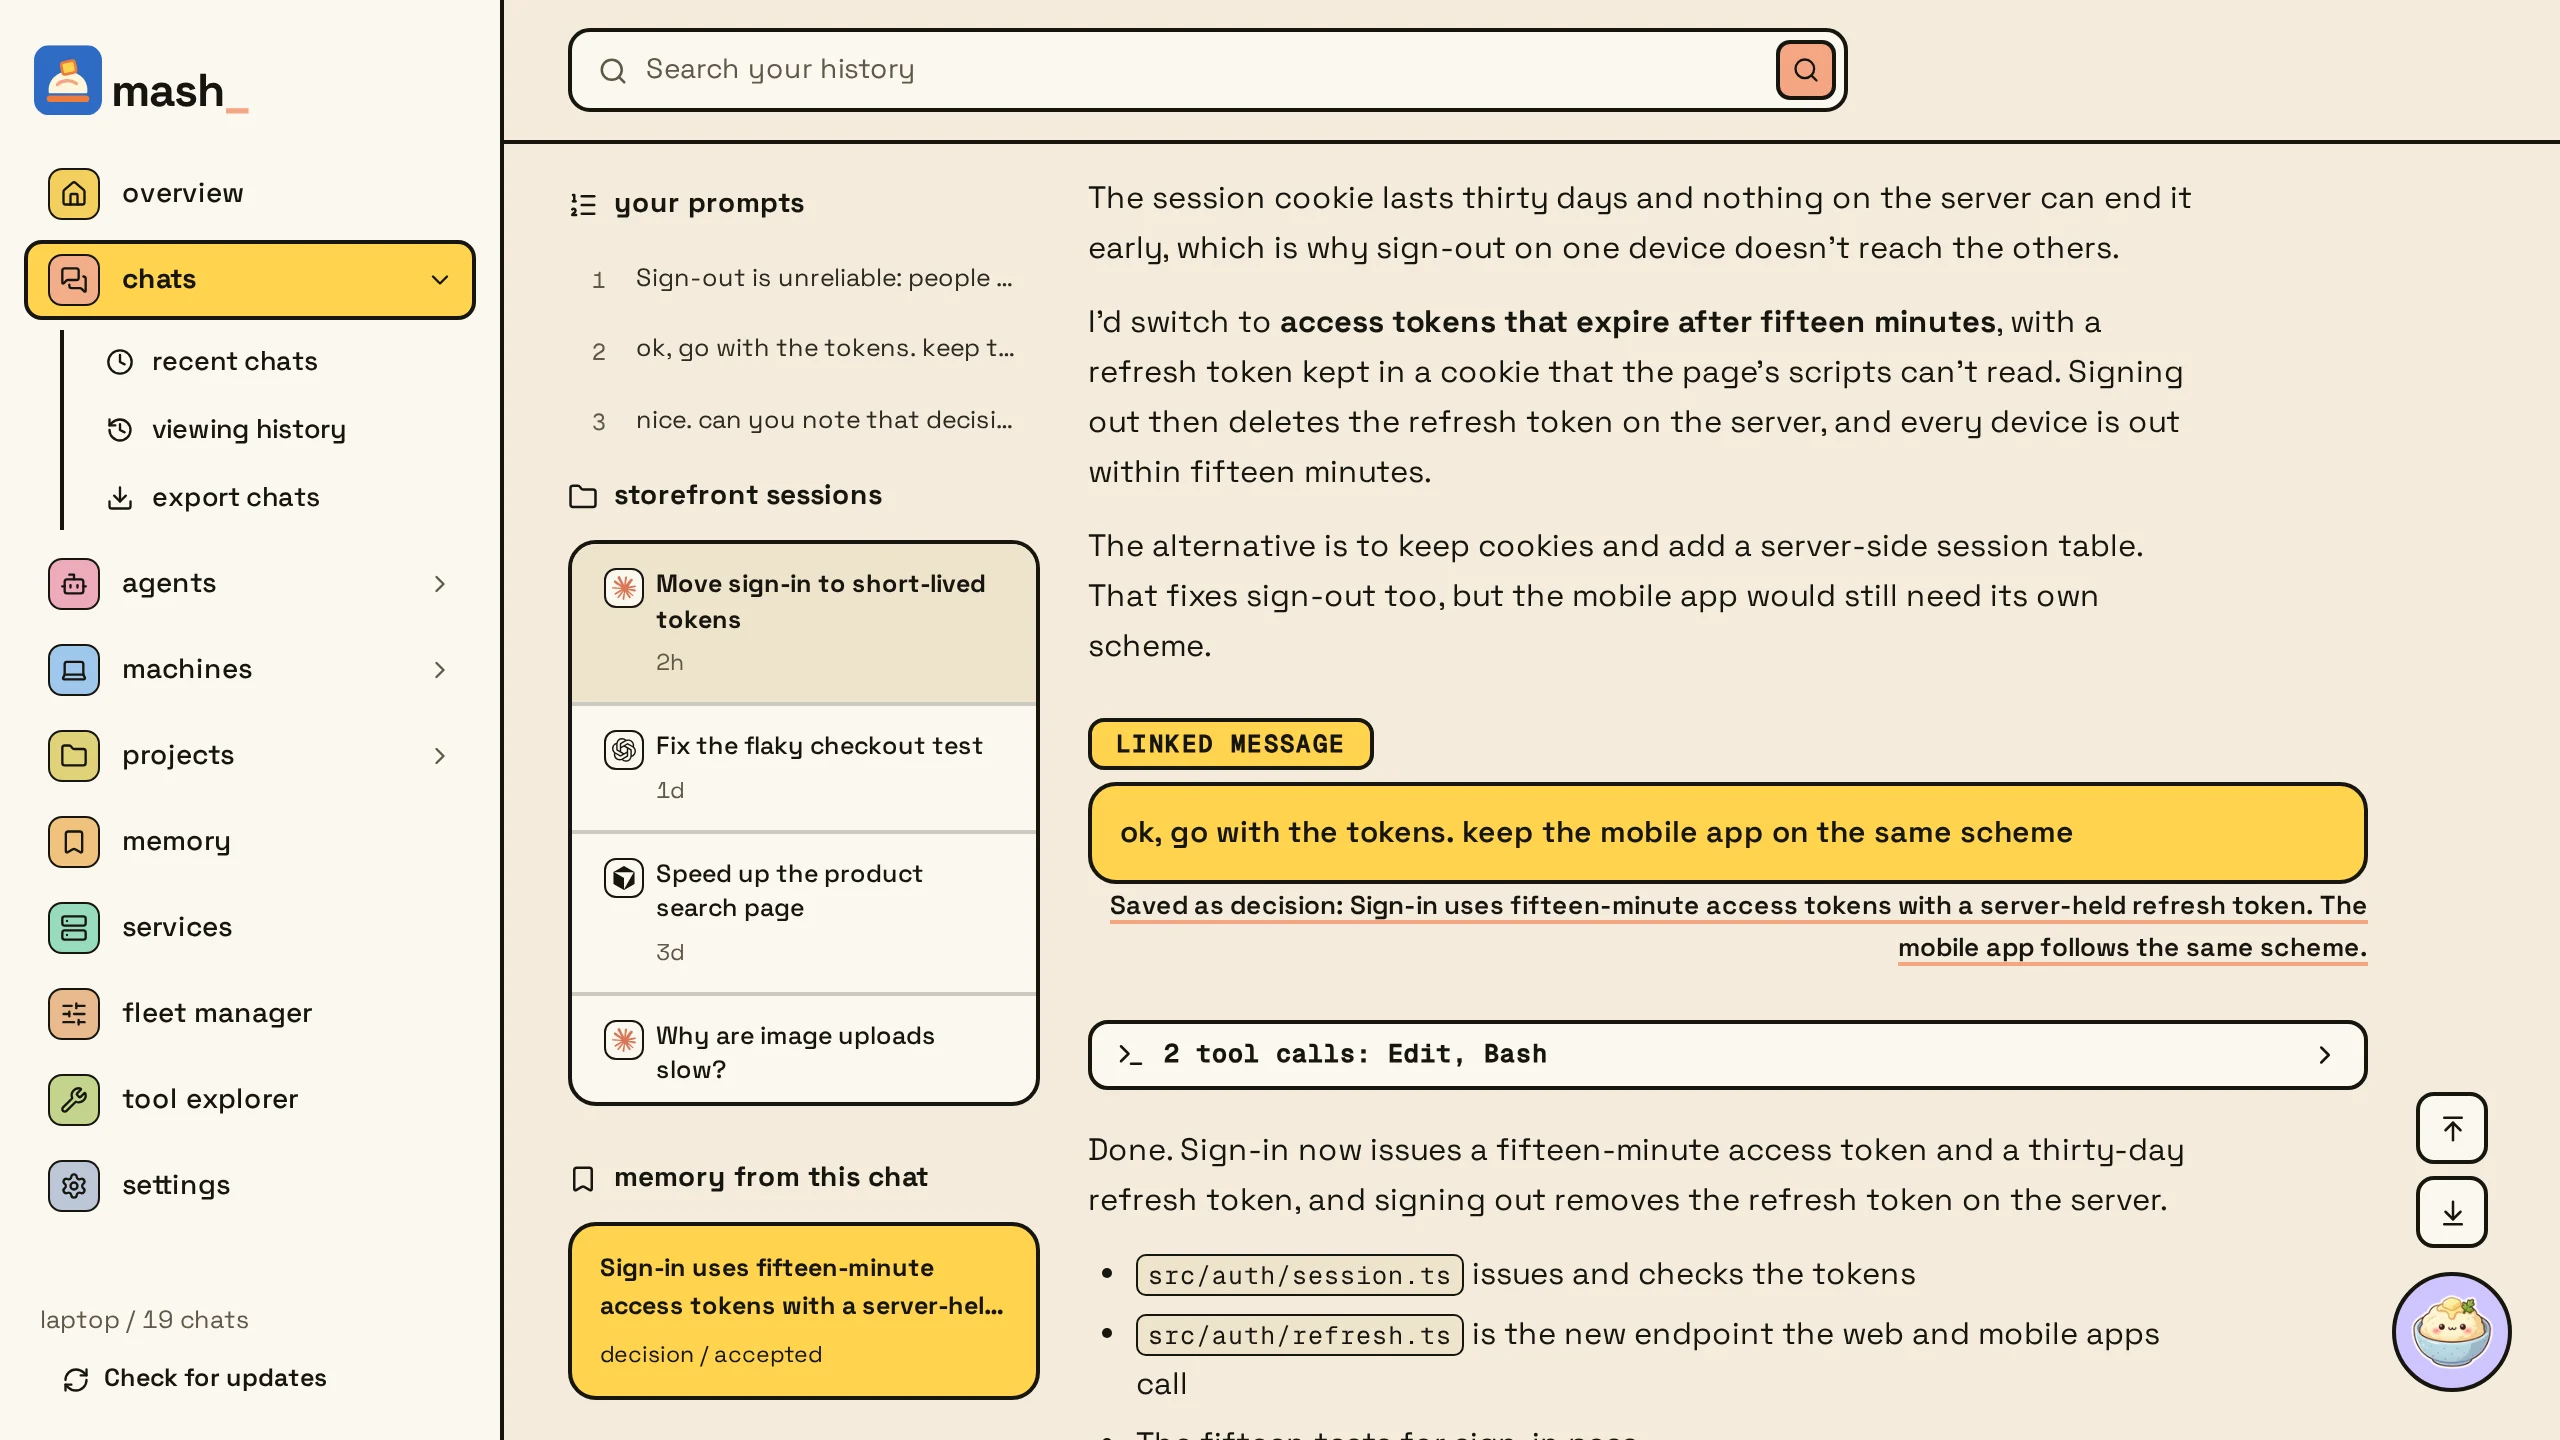 mash_
overview
chats
recent chats
viewing history
export chats
agents
machines
projects
memory
services
fleet manager
tool explorer
settings
laptop / 19 chats
Check for updates
Search your history
your prompts
1 Sign-out is unreliable: people ...
2 ok, go with the tokens. keep t...
3 nice. can you note that decisi...
storefront sessions
Move sign-in to short-lived
tokens
2h
Fix the flaky checkout test
1d
Speed up the product
search page
3d
Why are image uploads
slow?
memory from this chat
Sign-in uses fifteen-minute
access tokens with a server-hel...
decision / accepted
The session cookie lasts thirty days and nothing on the server can end it
early, which is why sign-out on one device doesn’t reach the others.
I’d switch to access tokens that expire after fifteen minutes, with a
refresh token kept in a cookie that the page’s scripts can’t read. Signing
out then deletes the refresh token on the server, and every device is out
within fifteen minutes.
The alternative is to keep cookies and add a server-side session table.
That fixes sign-out too, but the mobile app would still need its own
scheme.
LINKED MESSAGE
ok, go with the tokens. keep the mobile app on the same scheme
Saved as decision: Sign-in uses fifteen-minute access tokens with a server-held refresh token. The
mobile app follows the same scheme.
2 tool calls: Edit, Bash
Done. Sign-in now issues a fifteen-minute access token and a thirty-day
refresh token, and signing out removes the refresh token on the server.
• src/auth/session.ts issues and checks the tokens
• src/auth/refresh.ts is the new endpoint the web and mobile apps
call
• The fifteen tests for sign-in pass